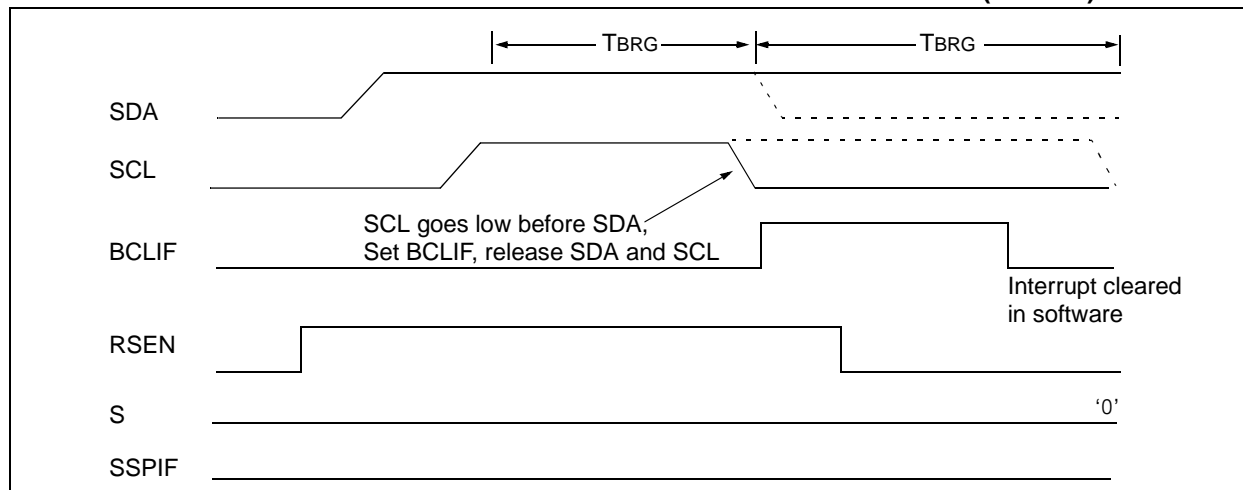 TBRG TBRG
SDA
SCL
SCL goes low before SDA,
Set BCLIF, release SDA and SCL
BCLIF
Interrupt cleared
in software
RSEN
S
‘0’
SSPIF